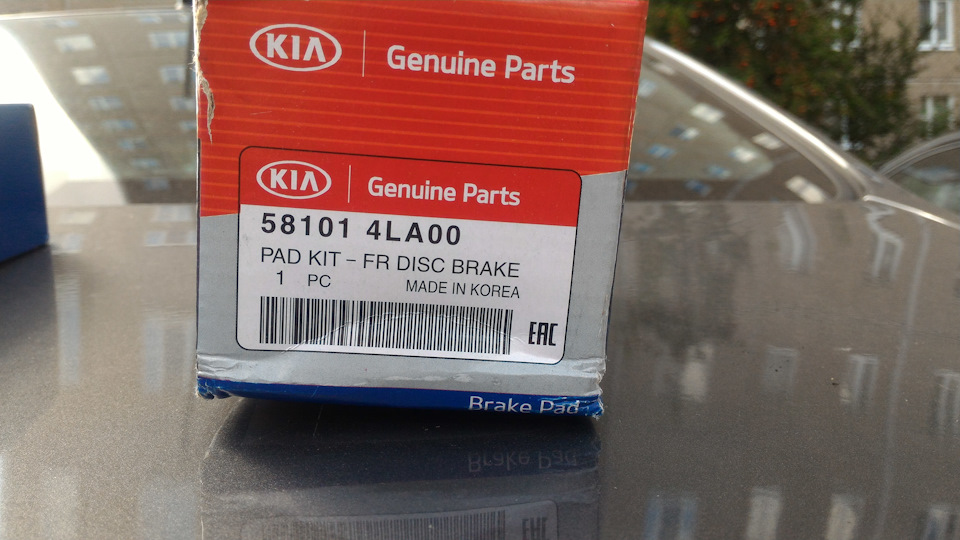 KIA Genuine Parts
KIA Genuine Parts
58101 4LA00
PAD KIT – FR DISC BRAKE
1 PC MADE IN KOREA
EAC
Brake Pad